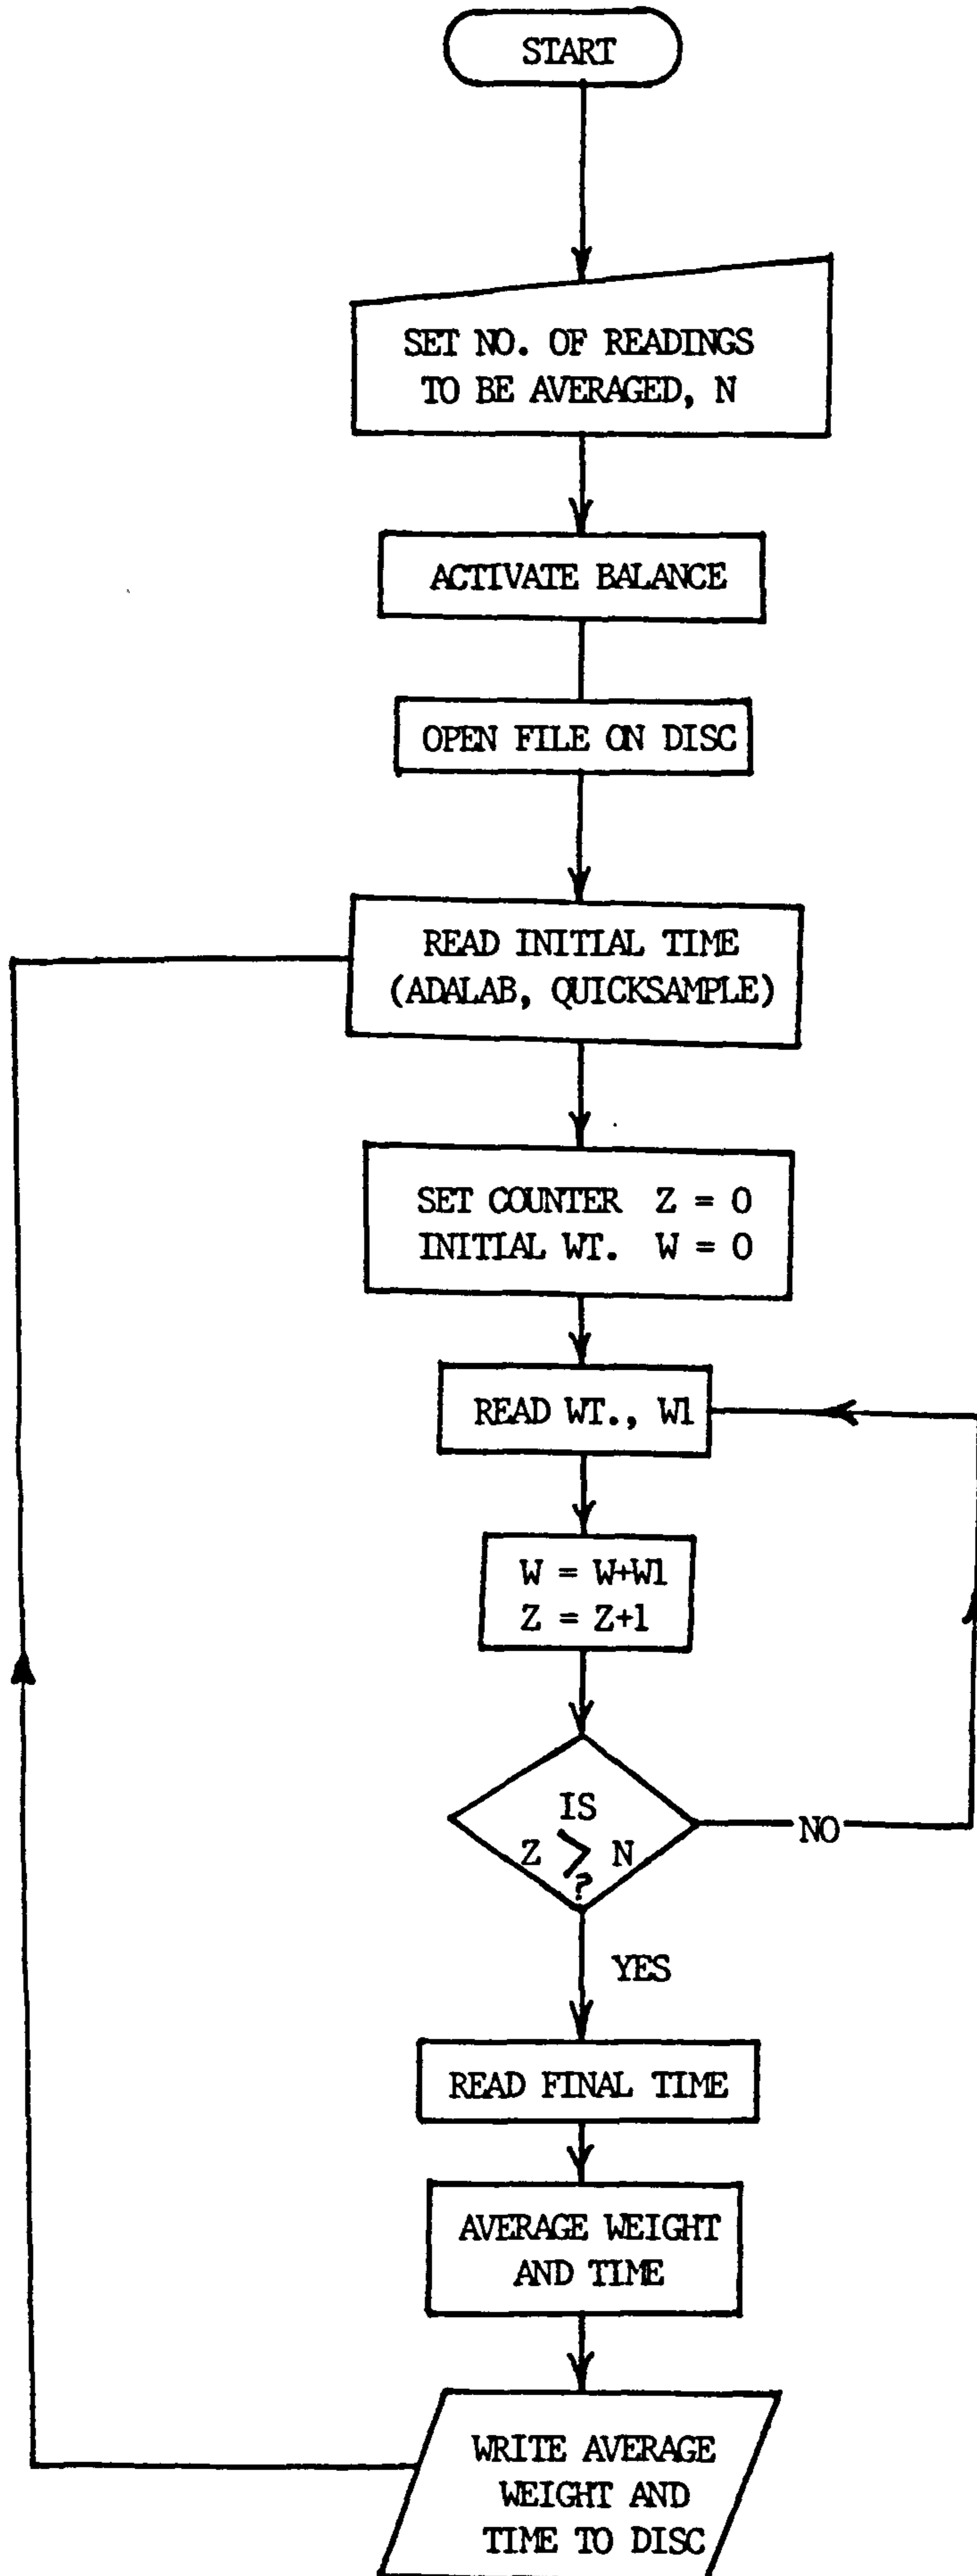 START
SET NO. OF READINGS
TO BE AVERAGED, N
ACTIVATE BALANCE
OPEN FILE ON DISC
READ INITIAL TIME
(ADALAB, QUICKSAMPLE)
SET COUNTER Z = 0
INITIAL WT. W = 0
READ WT., W1
W = W+W1
Z = Z+1
IS
Z > N
?
NO
YES
READ FINAL TIME
AVERAGE WEIGHT
AND TIME
WRITE AVERAGE
WEIGHT AND
TIME TO DISC